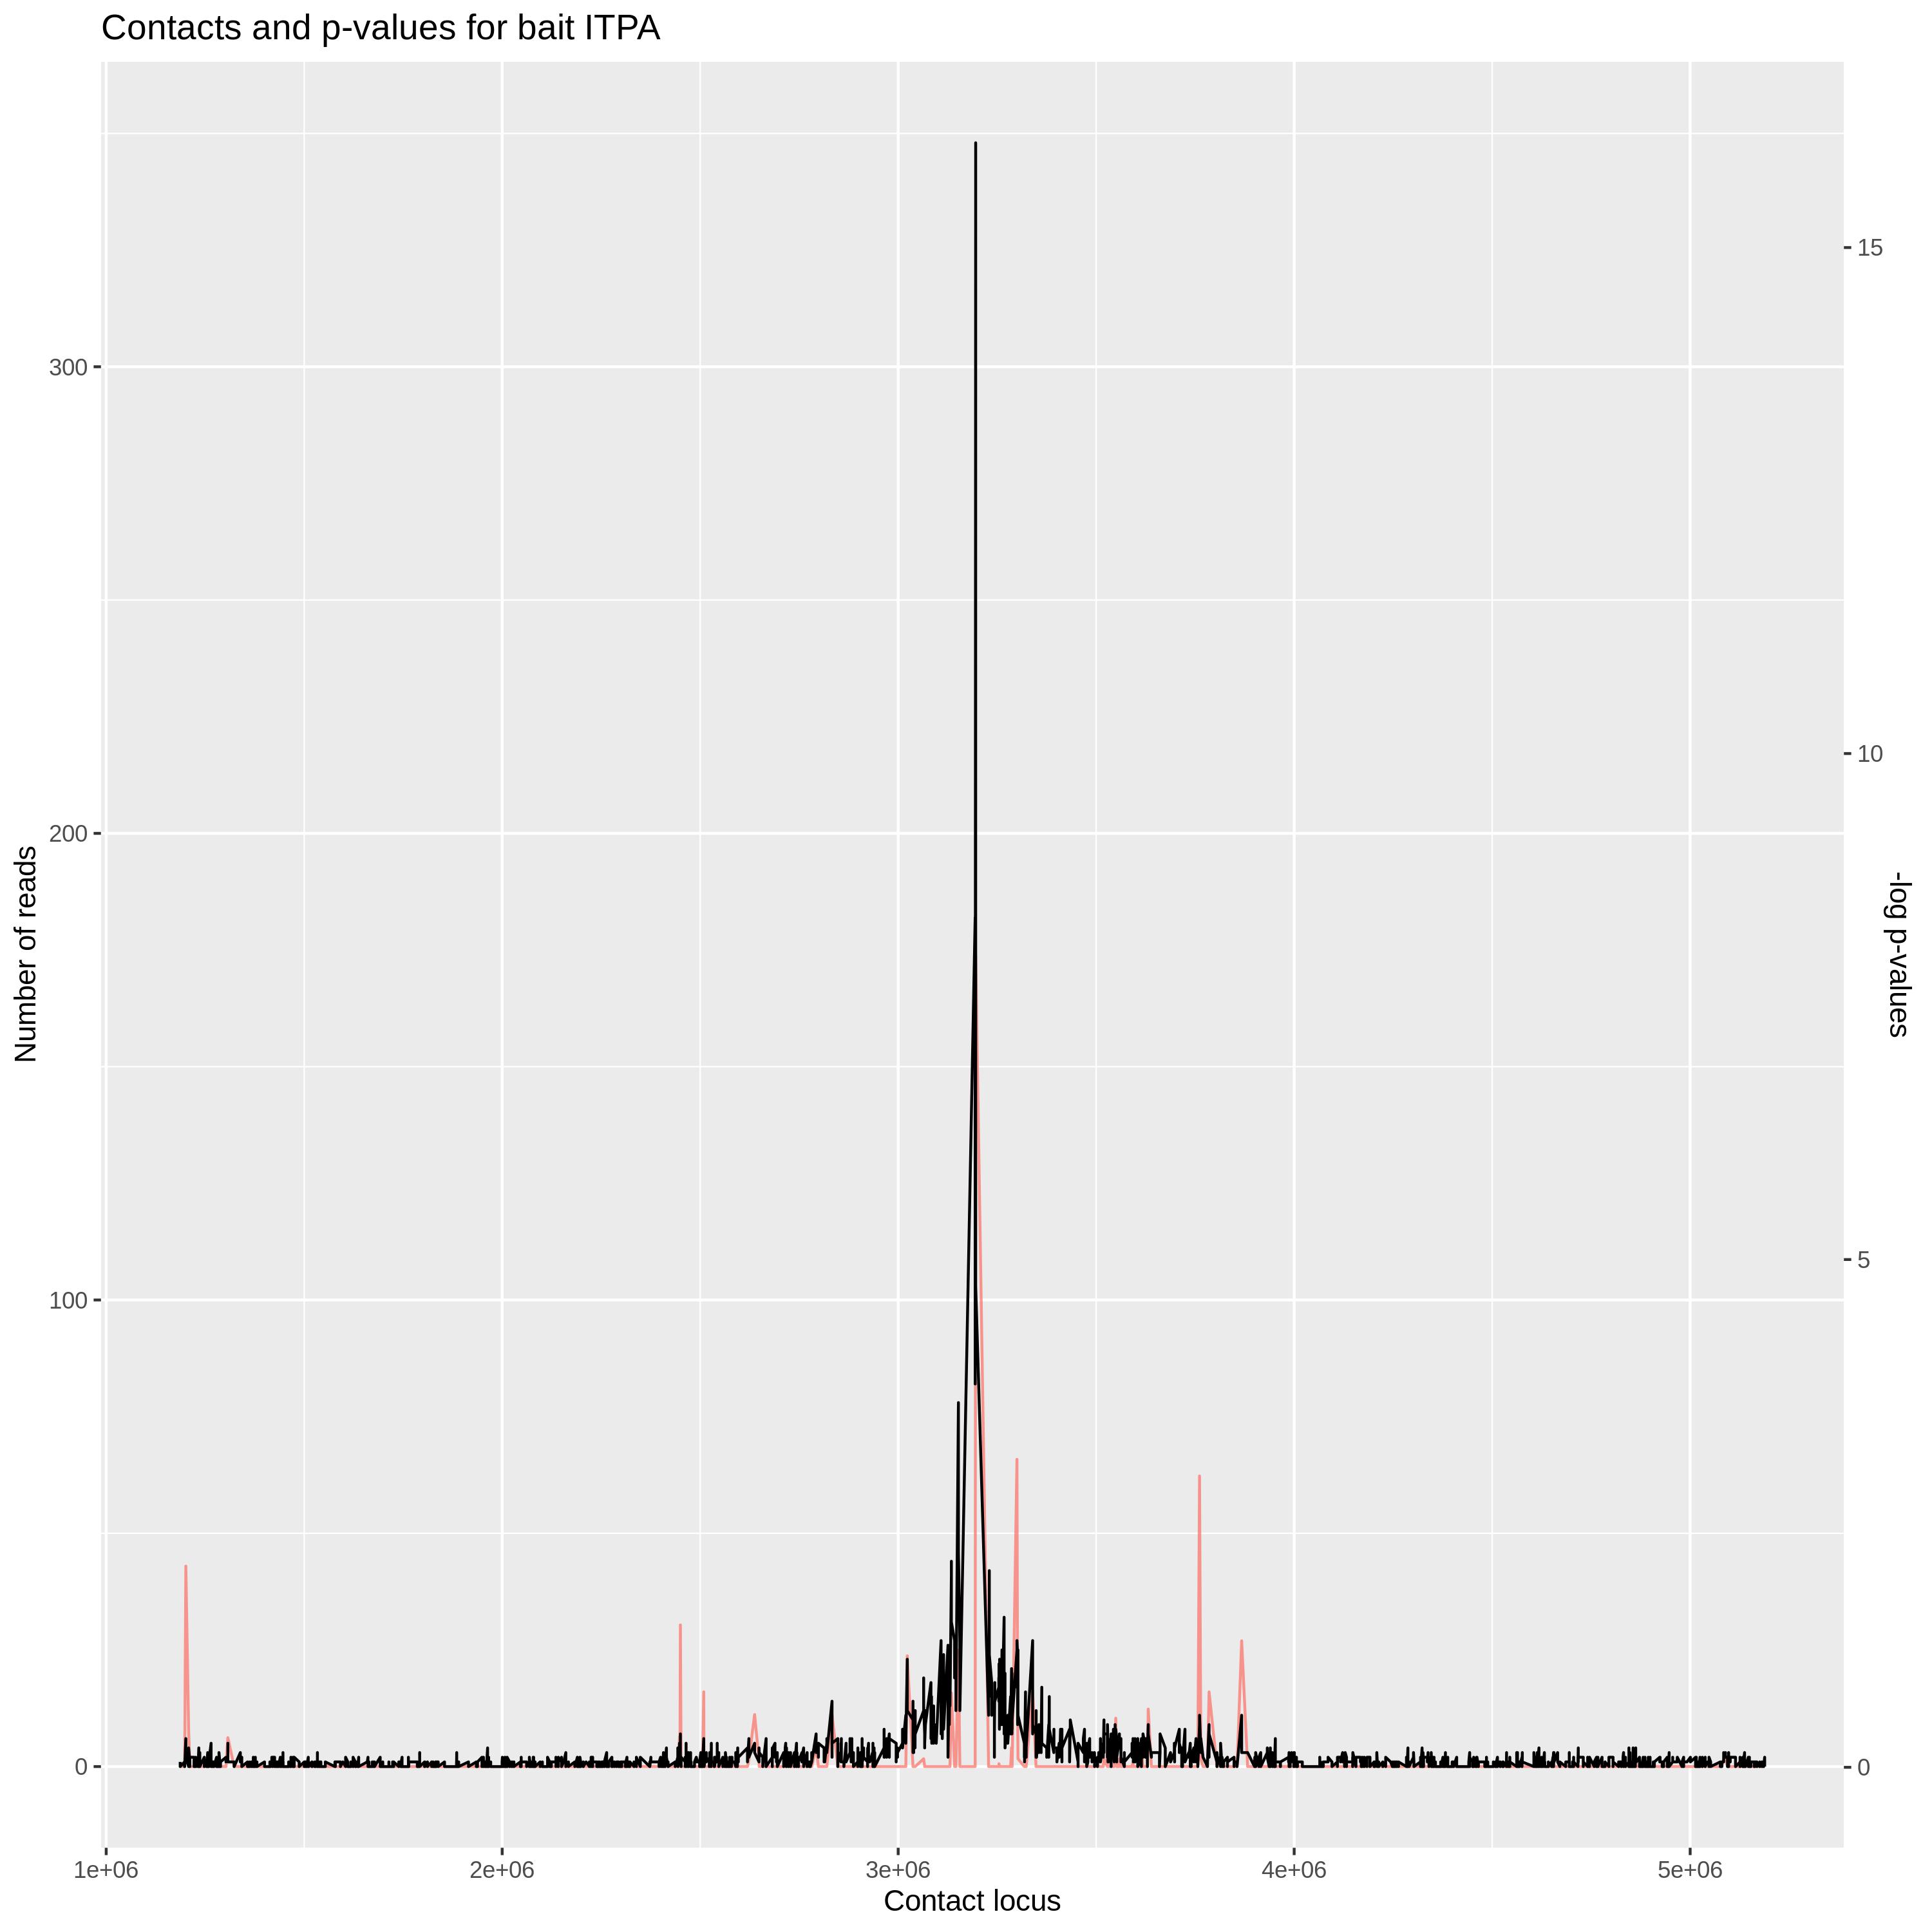 Contacts and p-values for bait ITPA
300
200
100
0
15
10
5
0
Number of reads
-log p-values
1e+06
2e+06
3e+06
4e+06
5e+06
Contact locus